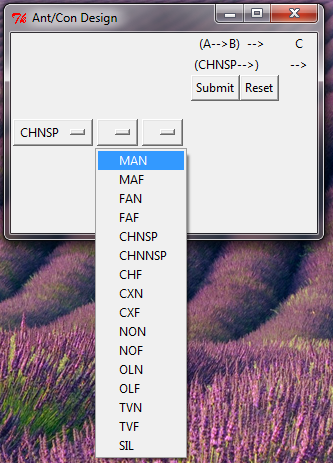 Ant/Con Design
(A-->B) --> C
(CHNSP-->) -->
Submit Reset
CHNSP
MAN
MAF
FAN
FAF
CHNSP
CHNNSP
CHF
CXN
CXF
NON
NOF
OLN
OLF
TVN
TVF
SIL